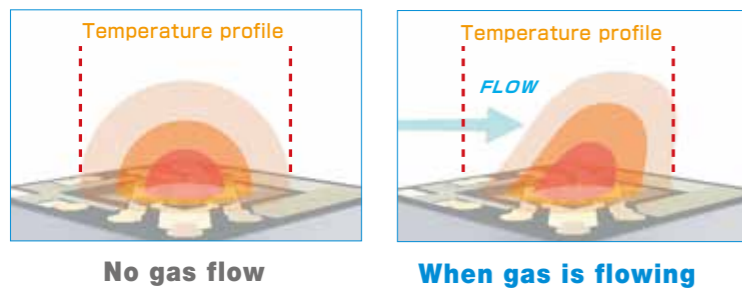 Temperature profile
No gas flow
Temperature profile
FLOW
When gas is flowing